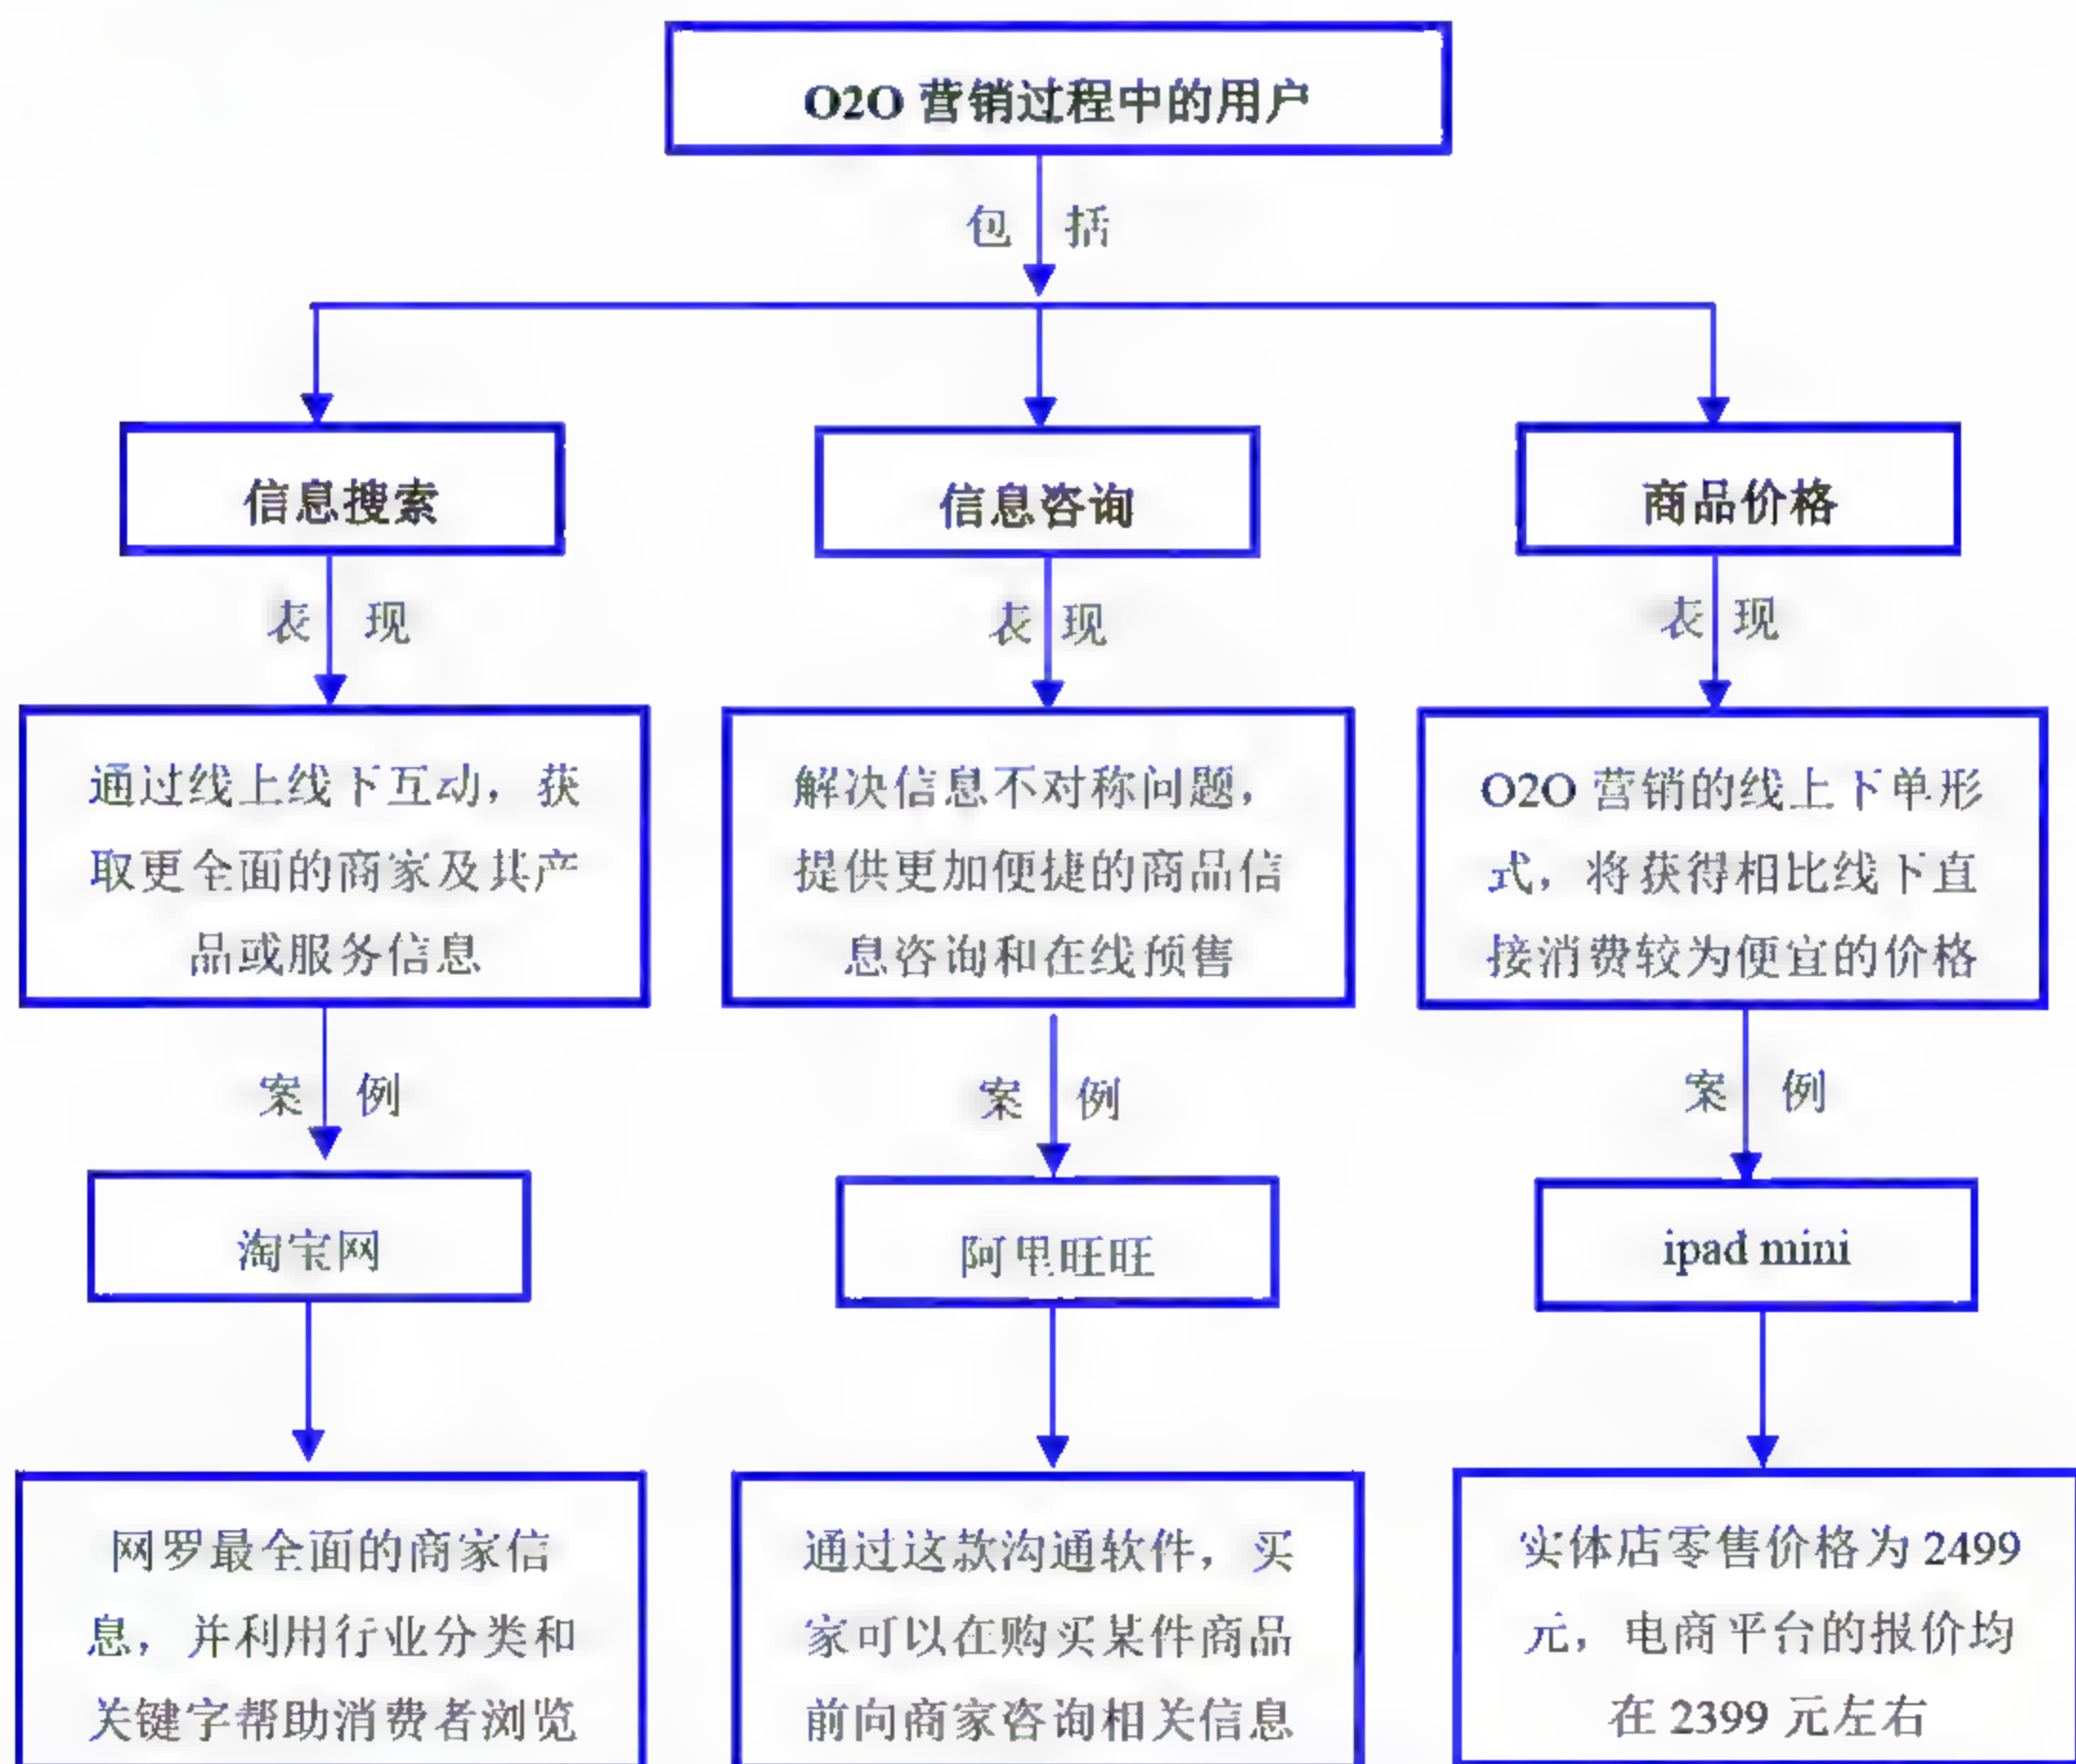 O2O 营销过程中的用户
包 括
信息搜索
信息咨询
商品价格
表 现
表 现
表 现
通过线上线下互动，获
取更全面的商家及其产
品或服务信息
解决信息不对称问题，
提供更加便捷的商品信
息咨询和在线预售
O2O 营销的线上下单形
式，将获得相比线下直
接消费较为便宜的价格
案 例
案 例
案 例
淘宝网
阿里旺旺
ipad mini
网罗最全面的商家信
息，并利用行业分类和
关键字帮助消费者浏览
通过这款沟通软件，买
家可以在购买某件商品
前向商家咨询相关信息
实体店零售价格为 2499
元，电商平台的报价均
在 2399 元左右